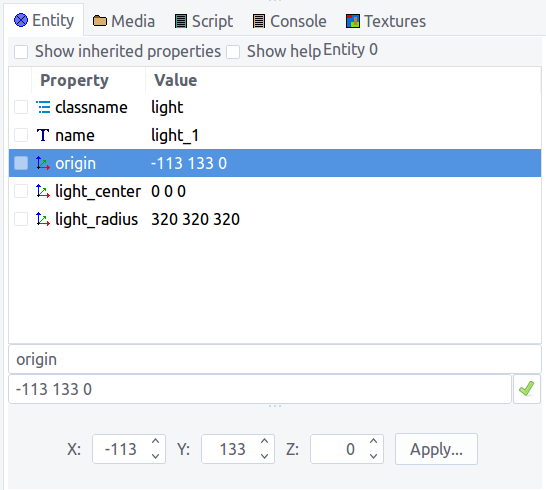 Entity Media Script Console Textures
Show inherited properties Show help Entity 0
Property Value
classname light
name light_1
origin -113 133 0
light_center 0 0 0
light_radius 320 320 320
origin
-113 133 0
X: -113 Y: 133 Z: 0 Apply...